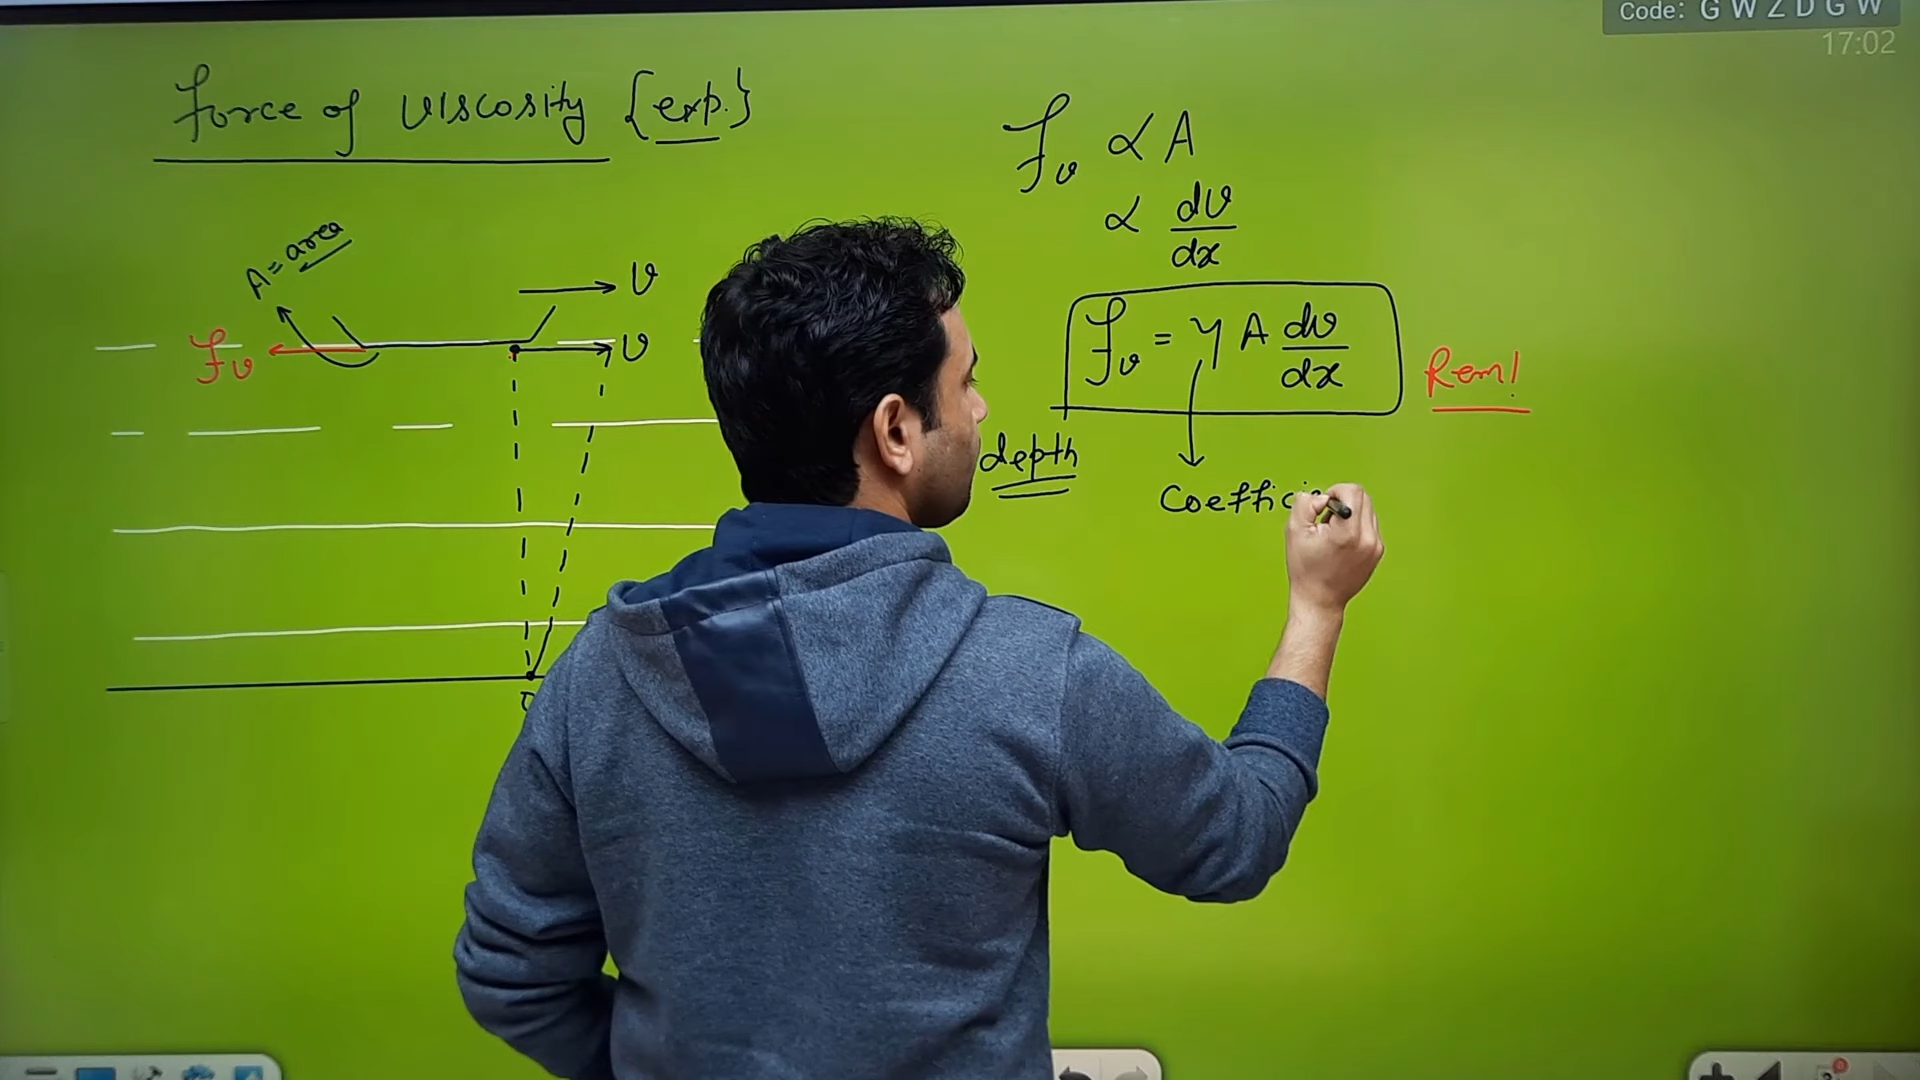 Code: G W Z D G W
17:02
Force of viscosity {exp.}
A = area
v
Fv
v
Fv ∝ A
∝ dv/dx
Fv = η A dv/dx
Rem!
depth
Coeffici